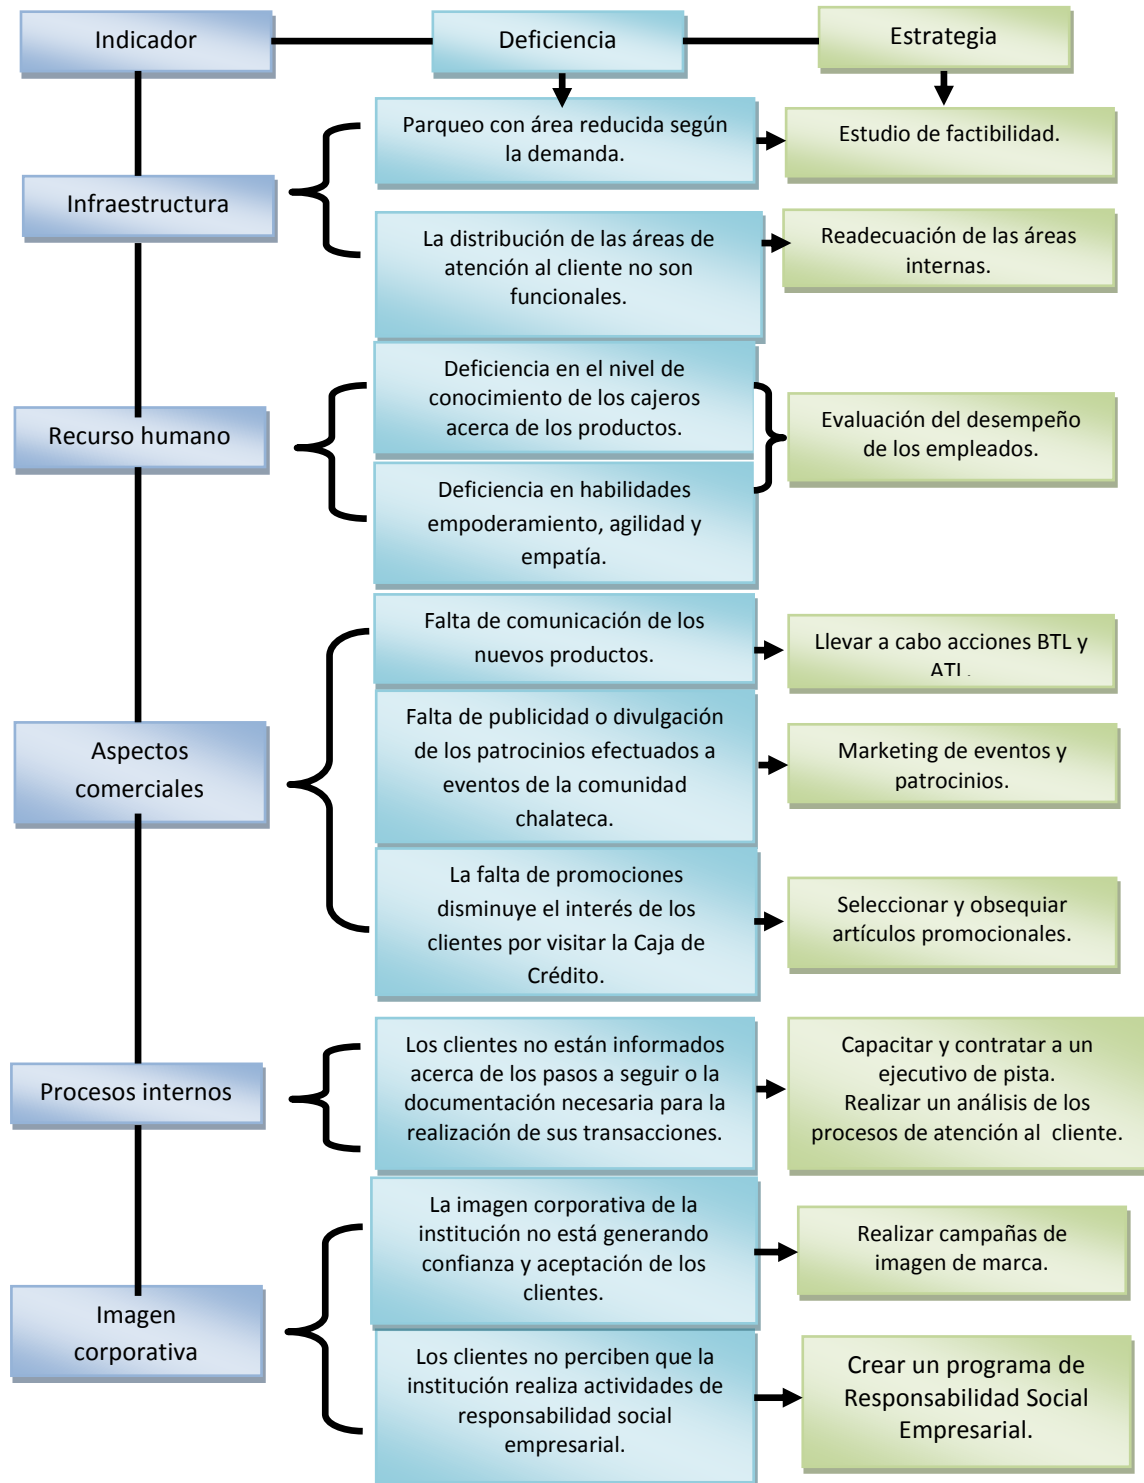 Indicador
Deficiencia
Estrategia
Infraestructura
Parqueo con área reducida según
la demanda.
Estudio de factibilidad.
La distribución de las áreas de
atención al cliente no son
funcionales.
Readecuación de las áreas
internas.
Recurso humano
Deficiencia en el nivel de
conocimiento de los cajeros
acerca de los productos.
Deficiencia en habilidades
empoderamiento, agilidad y
empatía.
Evaluación del desempeño
de los empleados.
Aspectos
comerciales
Falta de comunicación de los
nuevos productos.
Llevar a cabo acciones BTL y
ATL.
Falta de publicidad o divulgación
de los patrocinios efectuados a
eventos de la comunidad
chalateca.
Marketing de eventos y
patrocinios.
La falta de promociones
disminuye el interés de los
clientes por visitar la Caja de
Crédito.
Seleccionar y obsequiar
artículos promocionales.
Procesos internos
Los clientes no están informados
acerca de los pasos a seguir o la
documentación necesaria para la
realización de sus transacciones.
Capacitar y contratar a un
ejecutivo de pista.
Realizar un análisis de los
procesos de atención al  cliente.
Imagen
corporativa
La imagen corporativa de la
institución no está generando
confianza y aceptación de los
clientes.
Realizar campañas de
imagen de marca.
Los clientes no perciben que la
institución realiza actividades de
responsabilidad social
empresarial.
Crear un programa de
Responsabilidad Social
Empresarial.